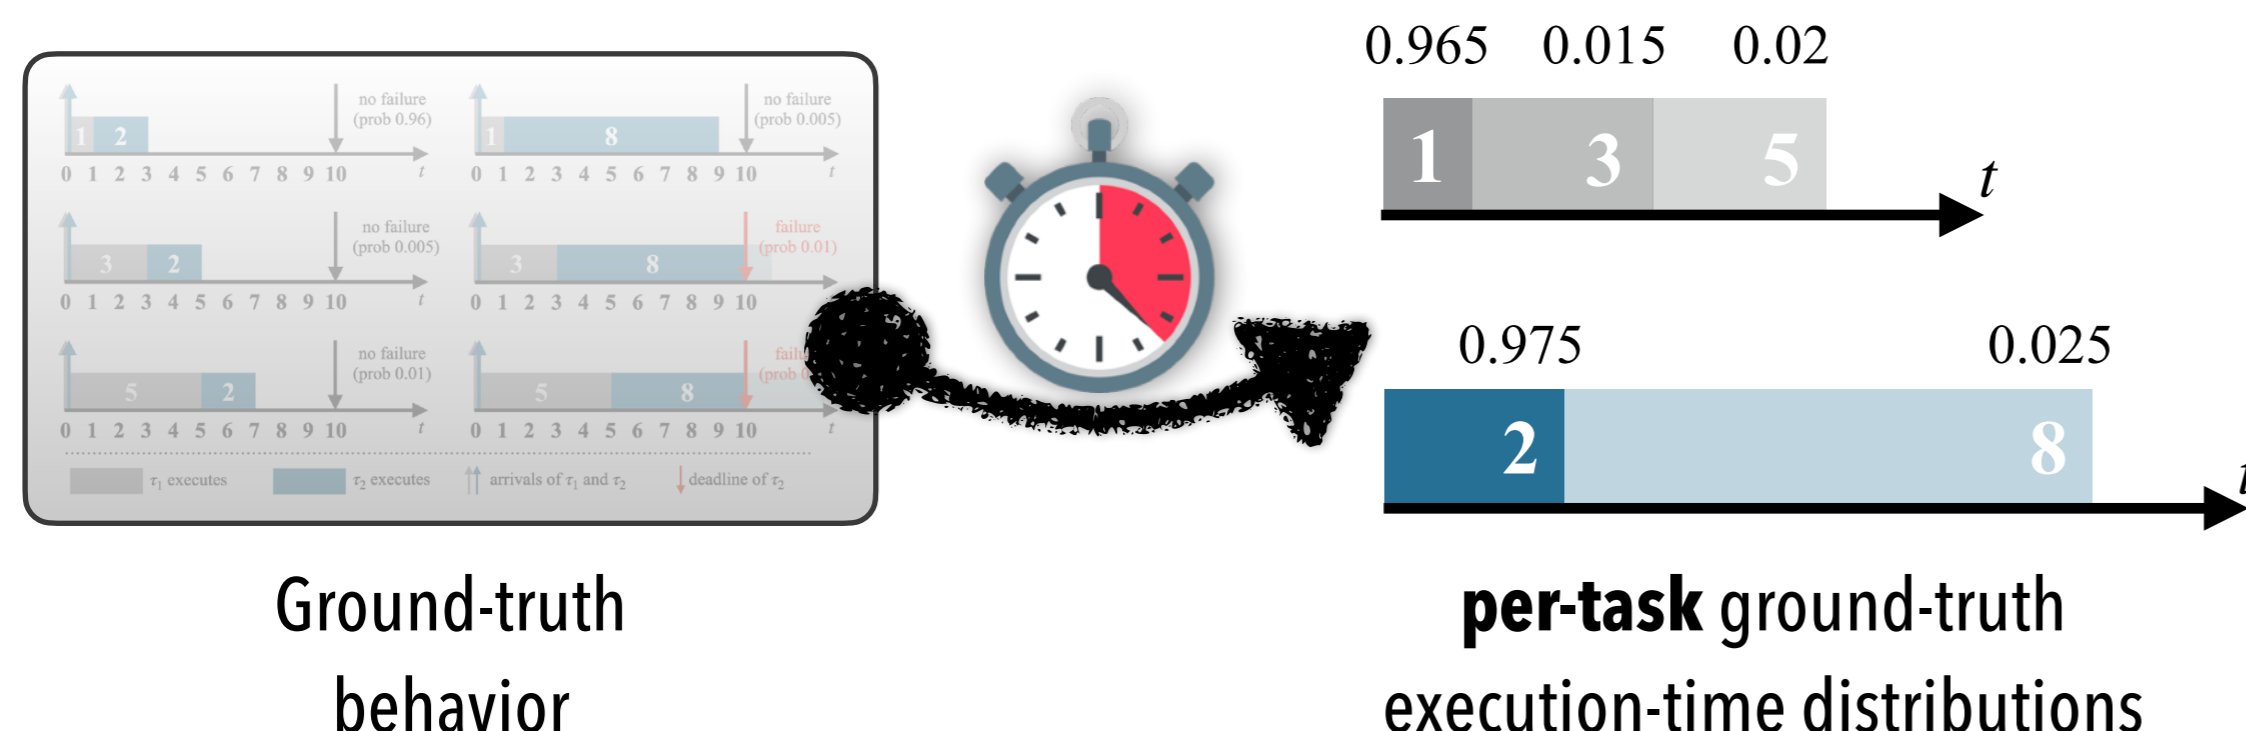 no failure
(prob 0.96)
1 2
0 1 2 3 4 5 6 7 8 9 10 t
no failure
(prob 0.005)
1 8
0 1 2 3 4 5 6 7 8 9 10 t
no failure
(prob 0.005)
3 2
0 1 2 3 4 5 6 7 8 9 10 t
failure
(prob 0.01)
3 8
0 1 2 3 4 5 6 7 8 9 10
no failure
(prob 0.01)
5 2
0 1 2 3 4 5 6 7 8 9 10 t
(prob
5 8
0 1 2 3 4 5 6 7 8 9 10 t
τ1 executes
τ2 executes
arrivals of τ1 and τ2
deadline of τ2
Ground-truth
behavior
0.965 0.015 0.02
1 3 5
t
0.975 0.025
2 8
t
per-task ground-truth
execution-time distributions